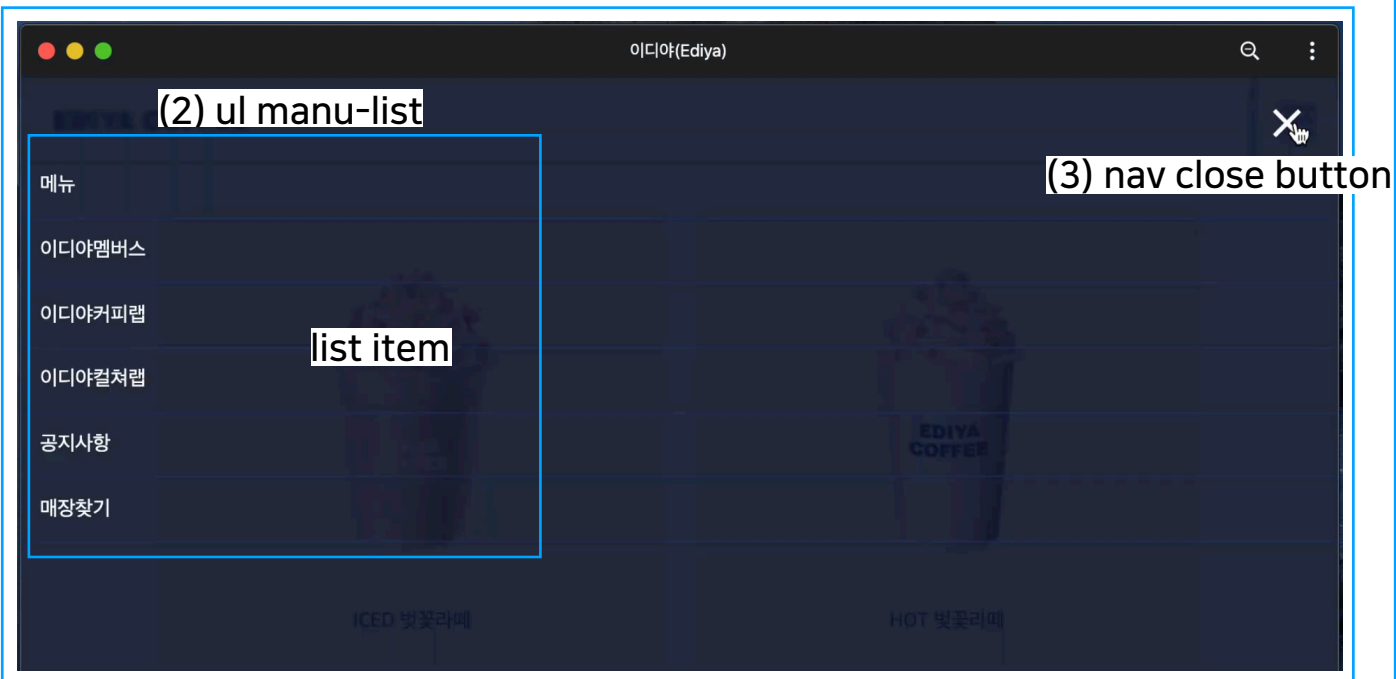 이디야(Ediya)
(2) ul manu-list
(3) nav close button
메뉴
이디야멤버스
이디야커피랩
list item
이디야컬쳐랩
공지사항
매장찾기
EDIYA
COFFEE
ICED 벚꽃라떼
HOT 벚꽃라떼